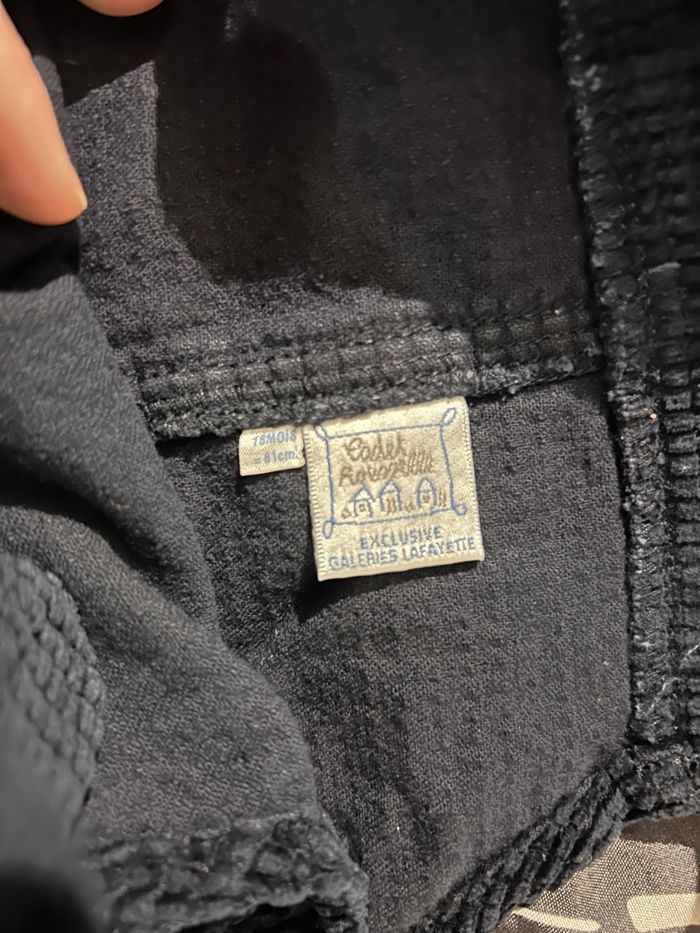 18MOIS
= 81cm.
Cadet
Rousselle
EXCLUSIVE
GALERIES LAFAYETTE